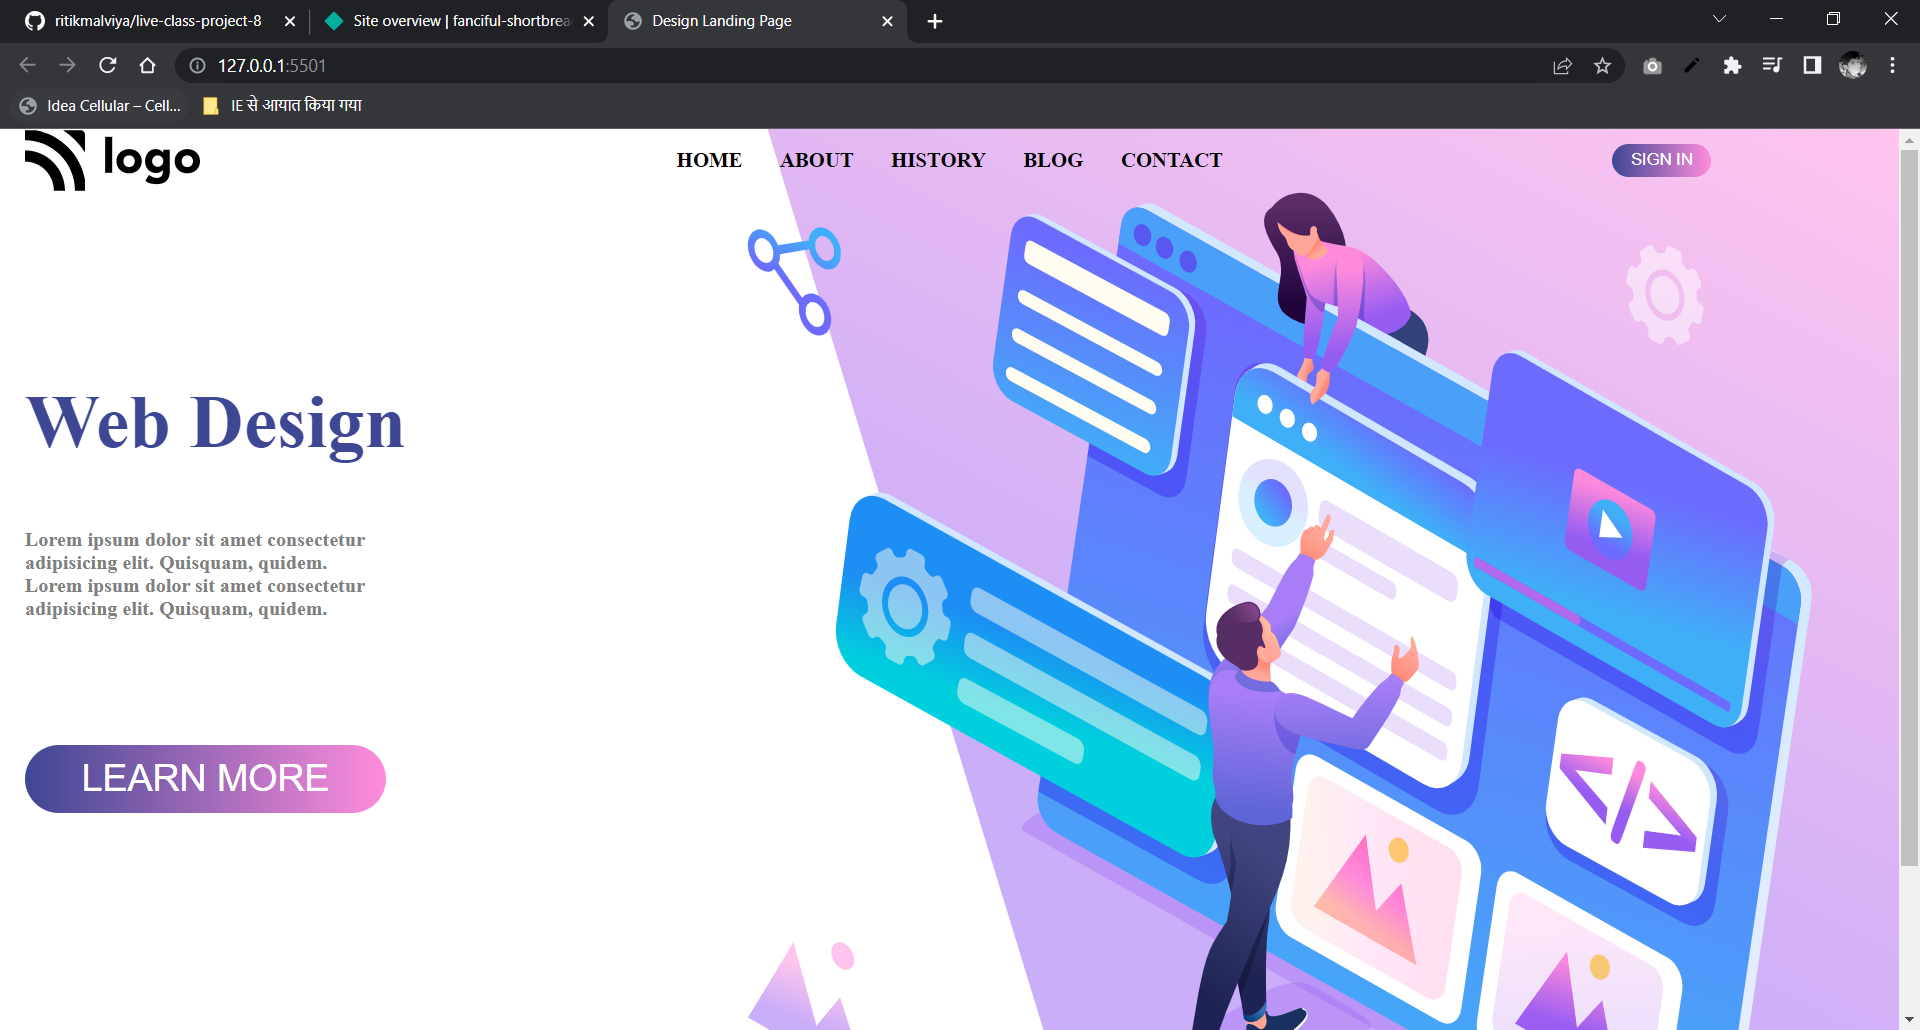 ritikmalviya/live-class-project-8
Site overview | fanciful-shortbrea
Design Landing Page
127.0.0.1:5501
Idea Cellular – Cell...
IE से आयात किया गया
logo
HOME ABOUT HISTORY BLOG CONTACT
SIGN IN
Web Design
Lorem ipsum dolor sit amet consectetur
adipisicing elit. Quisquam, quidem.
Lorem ipsum dolor sit amet consectetur
adipisicing elit. Quisquam, quidem.
LEARN MORE